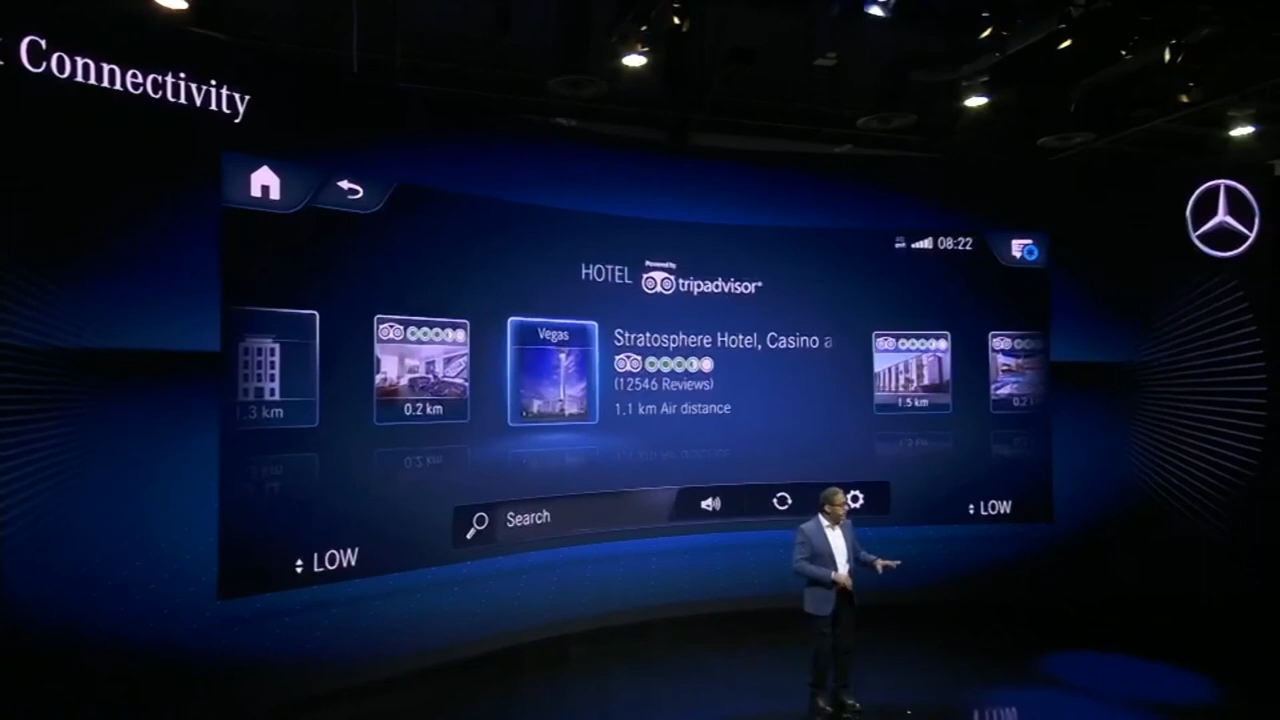 Connectivity
08:22
HOTEL
Powered by
tripadvisor
Vegas
Stratosphere Hotel, Casino a
(12546 Reviews)
1.1 km Air distance
.3 km
0.2 km
1.5 km
0.2
Search
LOW
LOW